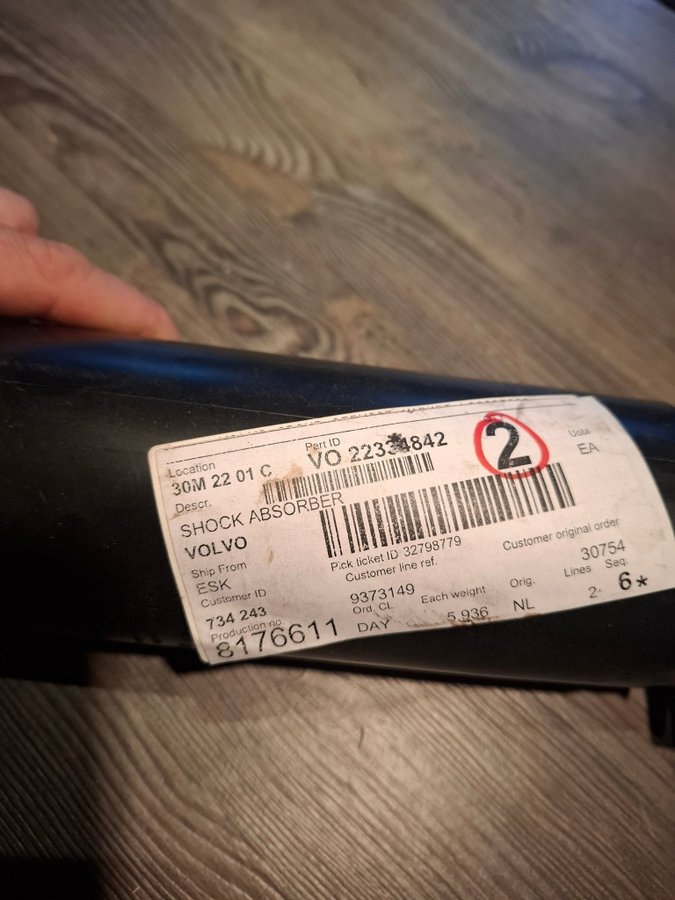 Location
30M 22 01 C
Part ID
VO 22334842
2
UoM
EA
Descr.
SHOCK ABSORBER
VOLVO
Pick ticket ID 32798779
Customer original order
Ship From
ESK
Customer line ref.
30754
Customer ID
734 243
9373149
Ord. CL
Each weight
Orig.
Lines
Seq.
Production no.
8176611
DAY
5.936
NL
2
6*